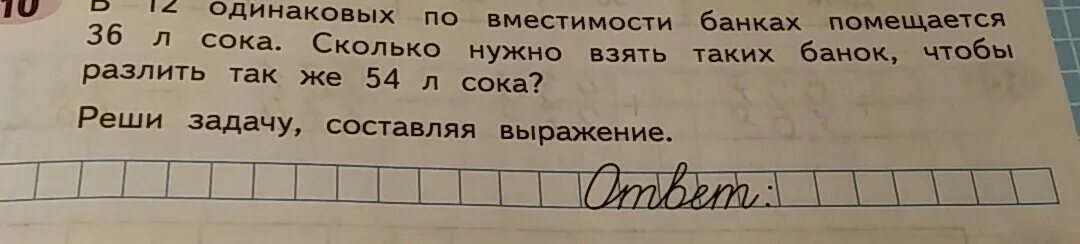 10 В 12 одинаковых по вместимости банках помещается
36 л сока. Сколько нужно взять таких банок, чтобы
разлить так же 54 л сока?
Реши задачу, составляя выражение.
Ответ: